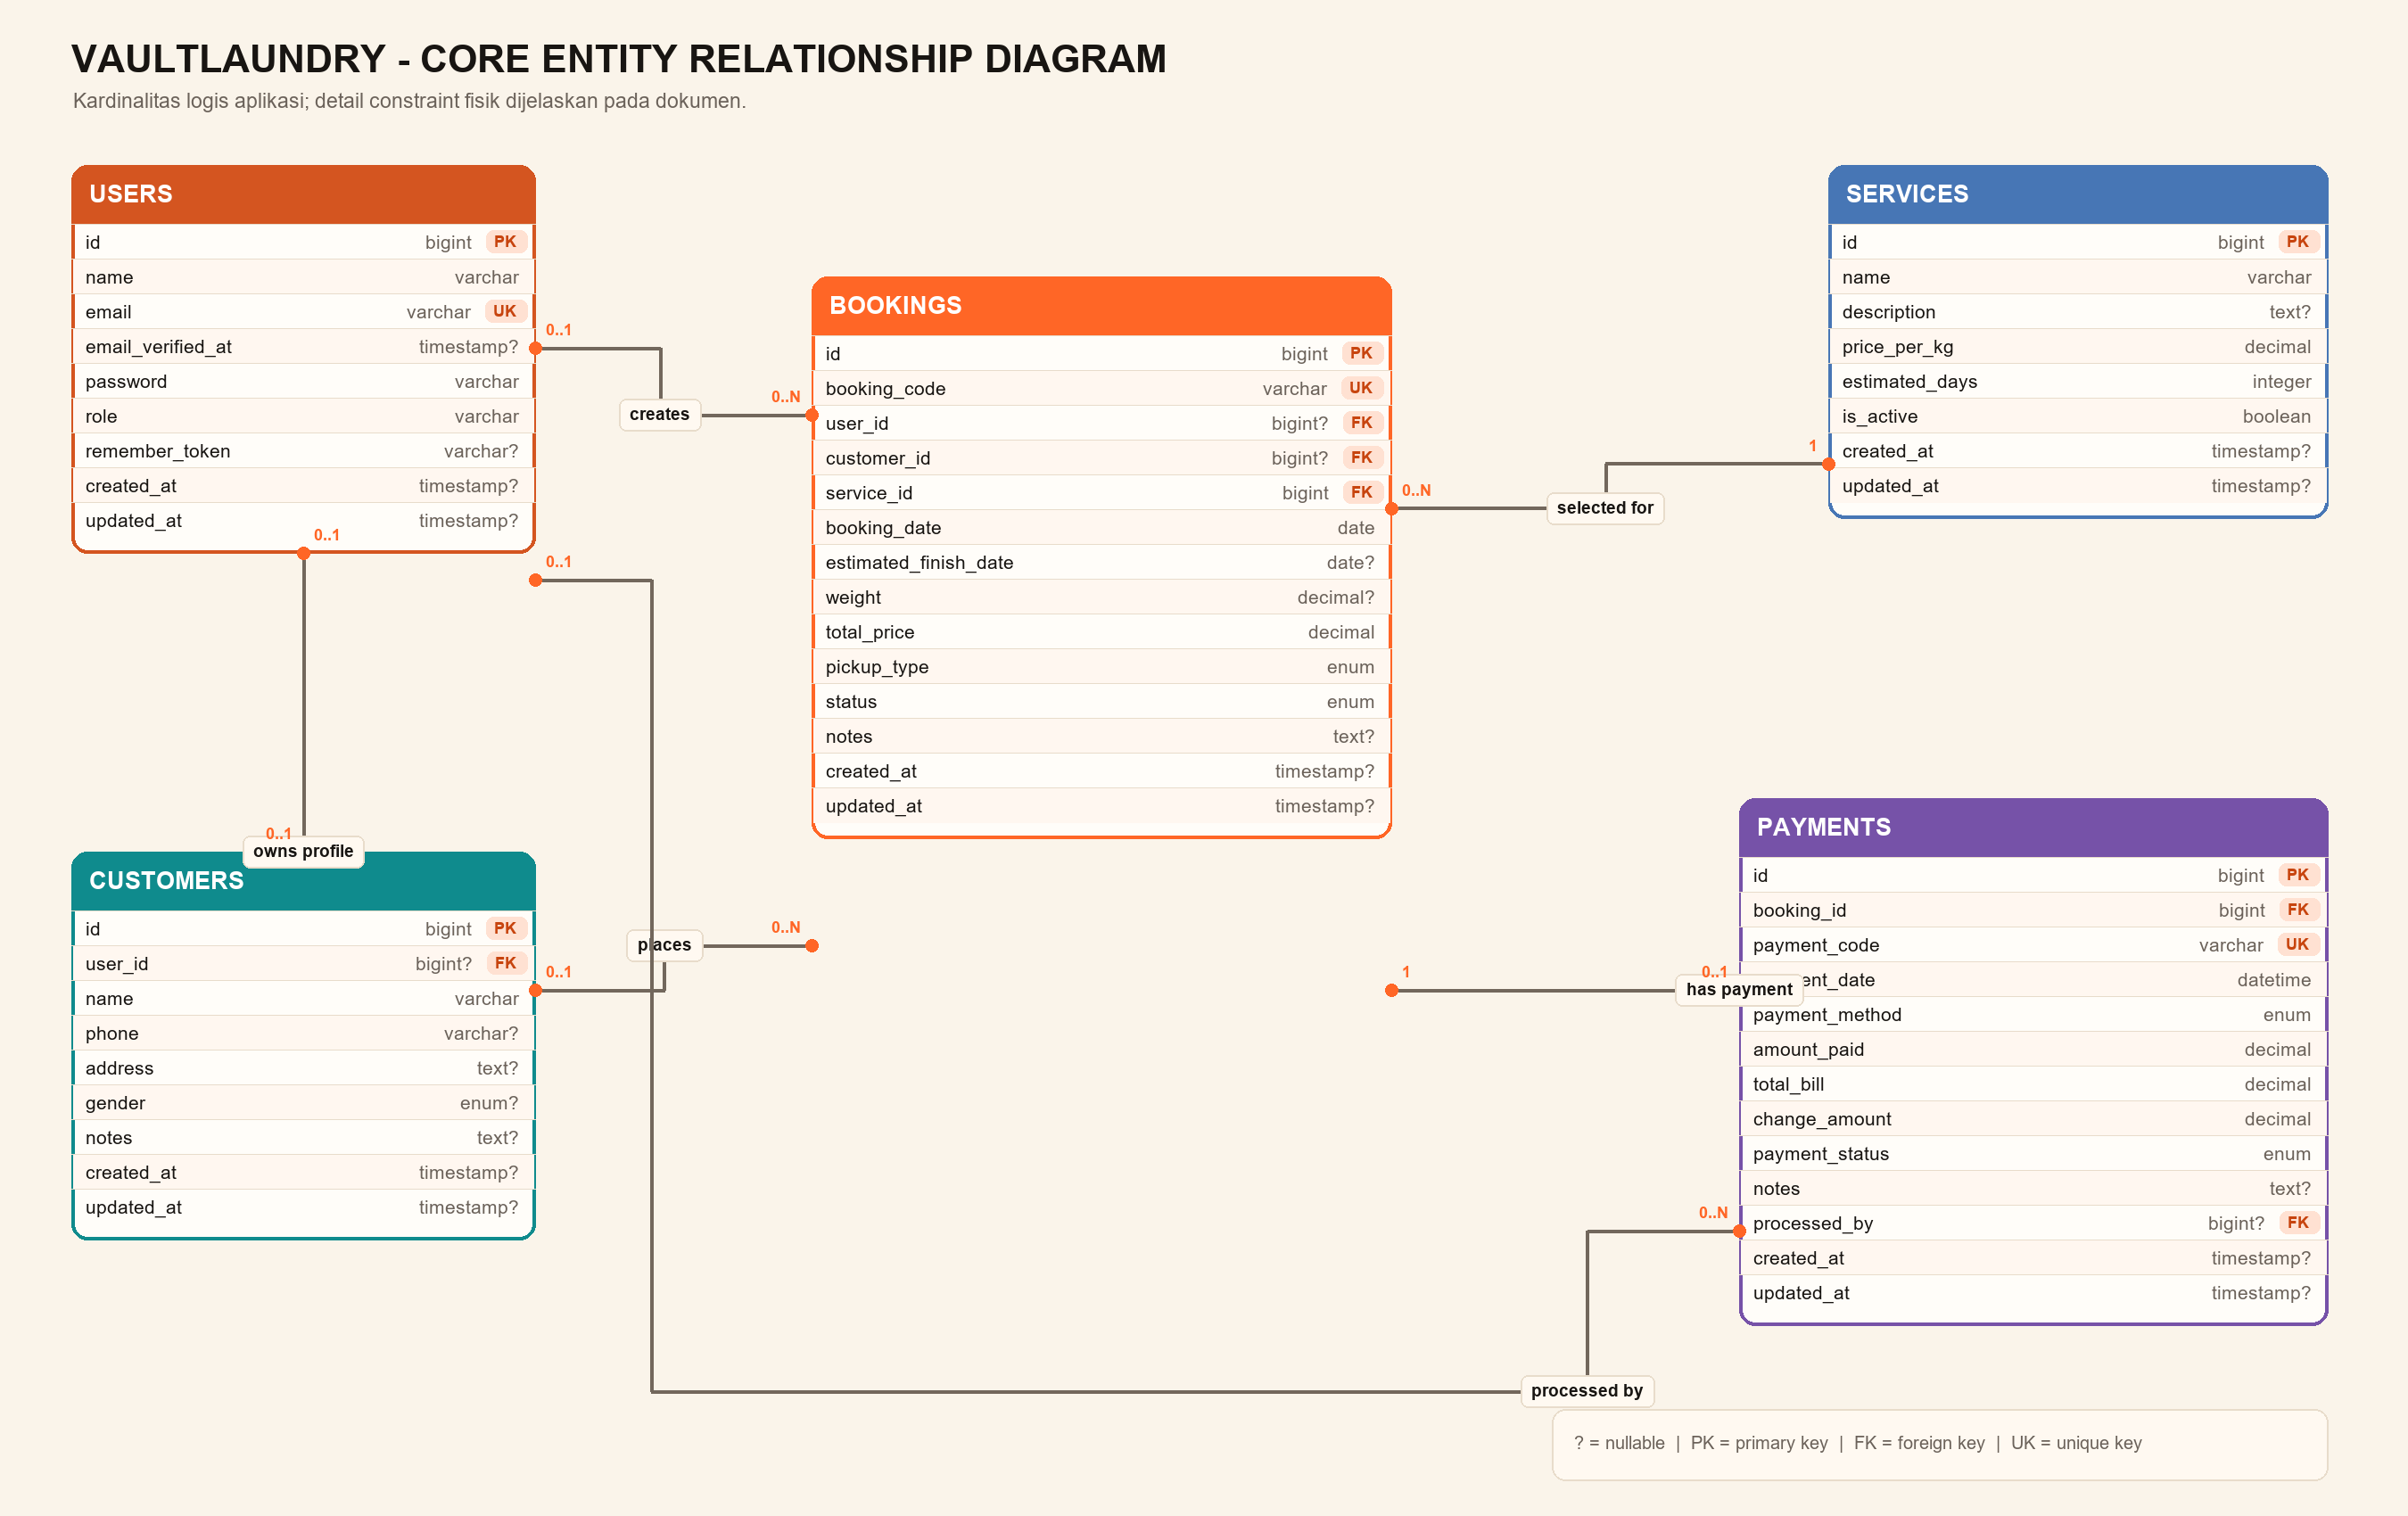 VAULTLAUNDRY - CORE ENTITY RELATIONSHIP DIAGRAM
Kardinalitas logis aplikasi; detail constraint fisik dijelaskan pada dokumen.
USERS
id bigint PK
name varchar
email varchar UK
email_verified_at timestamp?
password varchar
role varchar
remember_token varchar?
created_at timestamp?
updated_at timestamp?
0..1
creates
0..N
0..1
0..1
BOOKINGS
id bigint PK
booking_code varchar UK
user_id bigint? FK
customer_id bigint? FK
service_id bigint FK
booking_date date
estimated_finish_date date?
weight decimal?
total_price decimal
pickup_type enum
status enum
notes text?
created_at timestamp?
updated_at timestamp?
0..N
selected for
1
SERVICES
id bigint PK
name varchar
description text?
price_per_kg decimal
estimated_days integer
is_active boolean
created_at timestamp?
updated_at timestamp?
0..1
owns profile
CUSTOMERS
id bigint PK
user_id bigint? FK
name varchar
phone varchar?
address text?
gender enum?
notes text?
created_at timestamp?
updated_at timestamp?
0..1
places
0..N
1
0..1
has payment
PAYMENTS
id bigint PK
booking_id bigint FK
payment_code varchar UK
ent_date datetime
payment_method enum
amount_paid decimal
total_bill decimal
change_amount decimal
payment_status enum
notes text?
processed_by bigint? FK
created_at timestamp?
updated_at timestamp?
0..N
processed by
? = nullable | PK = primary key | FK = foreign key | UK = unique key